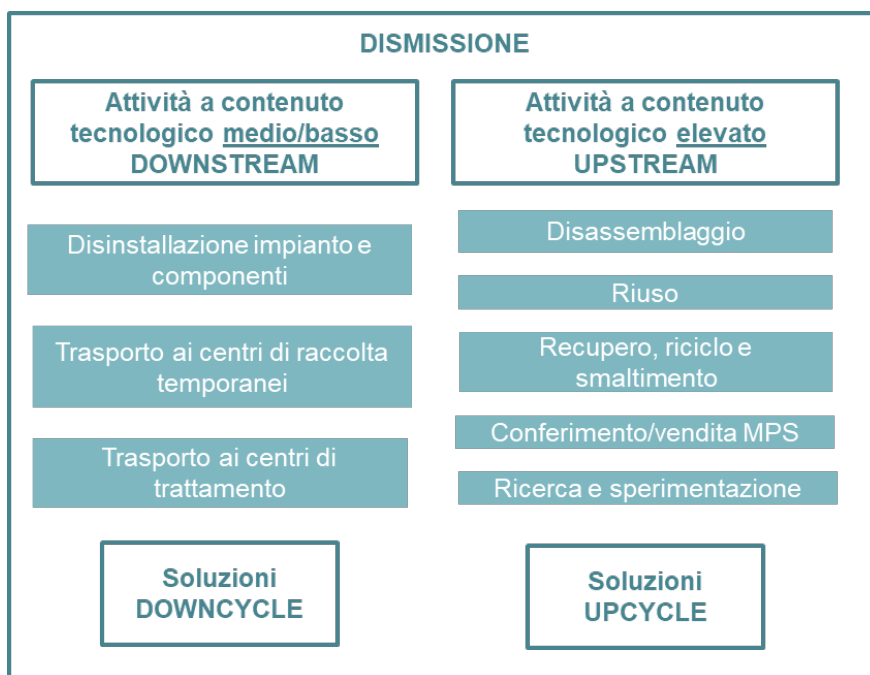 DISMISSIONE
Attività a contenuto
tecnologico medio/basso
DOWNSTREAM
Disinstallazione impianto e
componenti
Trasporto ai centri di raccolta
temporanei
Trasporto ai centri di
trattamento
Soluzioni
DOWNCYCLE
Attività a contenuto
tecnologico elevato
UPSTREAM
Disassemblaggio
Riuso
Recupero, riciclo e
smaltimento
Conferimento/vendita MPS
Ricerca e sperimentazione
Soluzioni
UPCYCLE